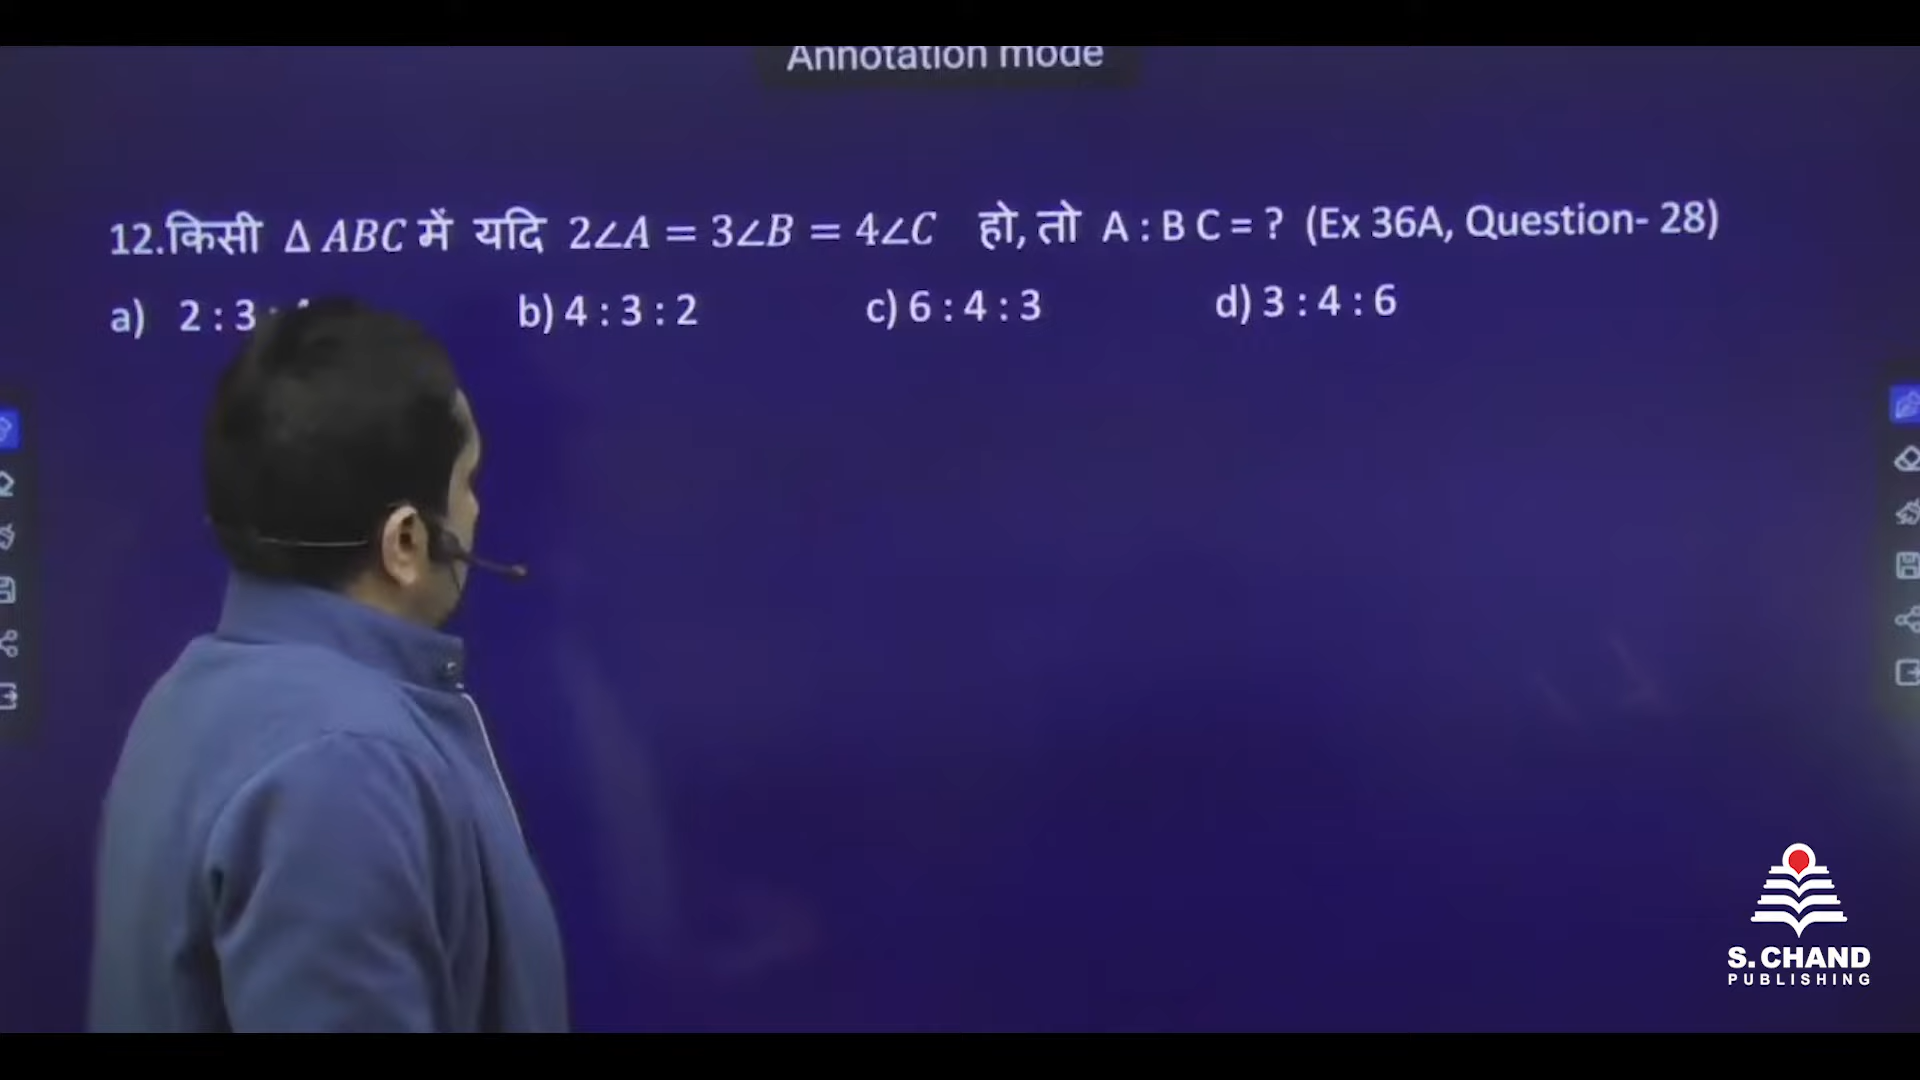 Annotation mode
12.किसी Δ ABC में यदि 2∠A = 3∠B = 4∠C हो, तो A : B C = ? (Ex 36A, Question- 28)
a) 2 : 3 : b) 4 : 3 : 2 c) 6 : 4 : 3 d) 3 : 4 : 6
S. CHAND
PUBLISHING